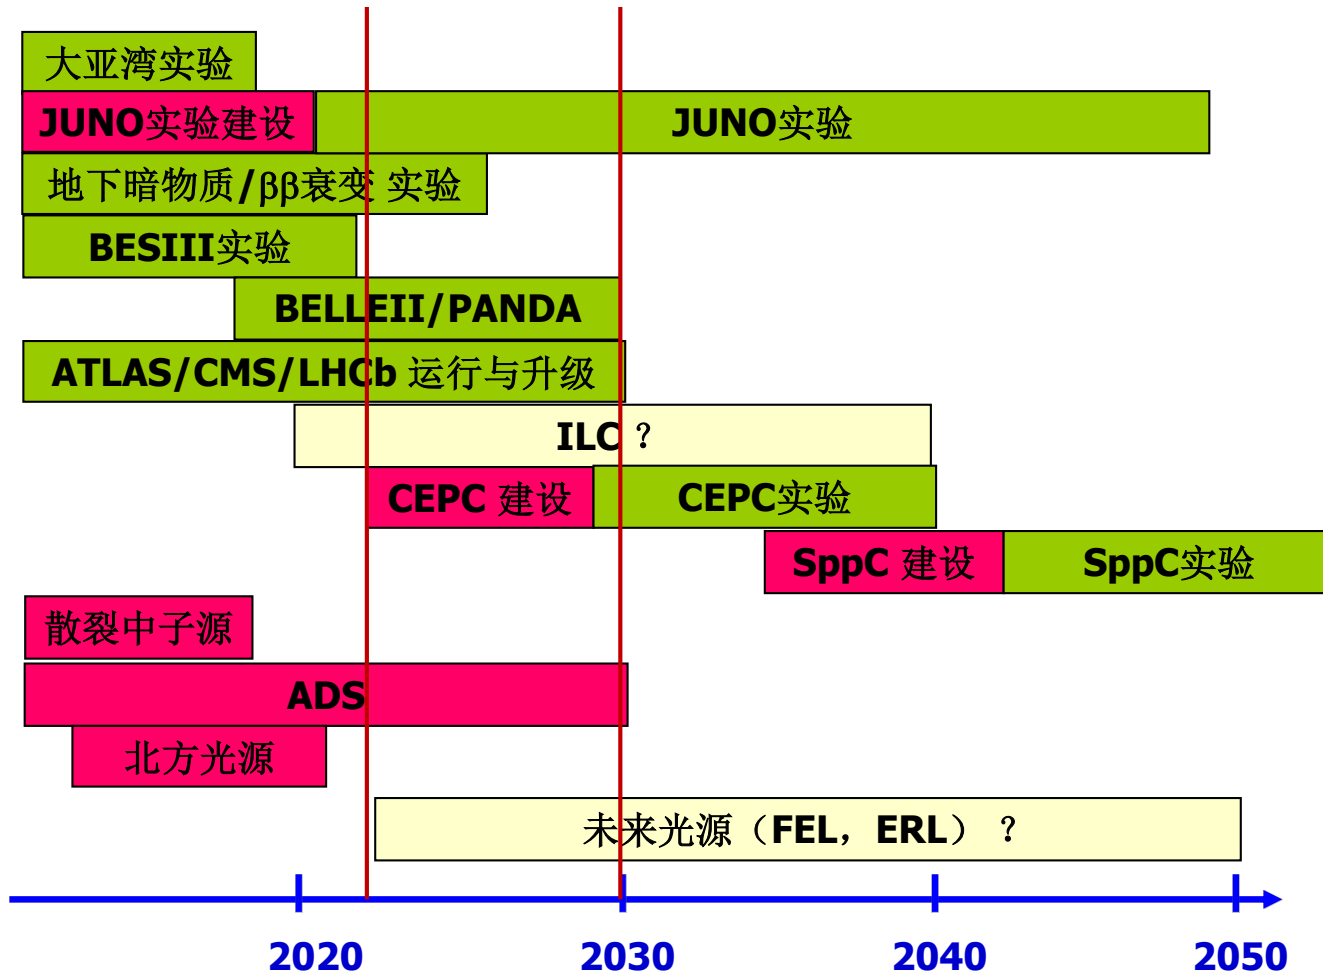 大亚湾实验
JUNO实验建设 JUNO实验
地下暗物质/ββ衰变 实验
BESIII实验
BELLEII/PANDA
ATLAS/CMS/LHCb 运行与升级
ILC ？
CEPC 建设 CEPC实验
SppC 建设 SppC实验
散裂中子源
ADS
北方光源
未来光源（FEL，ERL）？
2020 2030 2040 2050